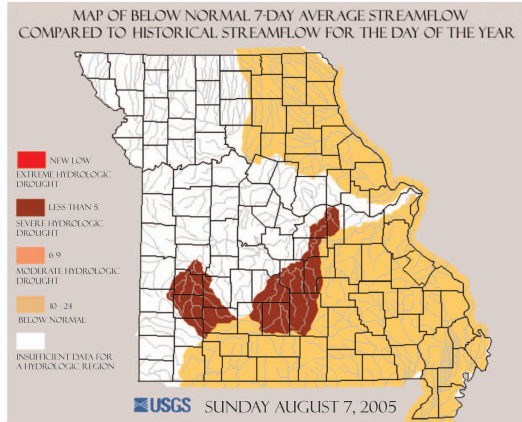 MAP OF BELOW NORMAL 7-DAY AVERAGE STREAMFLOW
COMPARED TO HISTORICAL STREAMFLOW FOR THE DAY OF THE YEAR
NEW LOW
EXTREME HYDROLOGIC
DROUGHT
LESS THAN 5
SEVERE HYDROLOGIC
DROUGHT
6-9
MODERATE HYDROLOGIC
DROUGHT
10 - 24
BELOW NORMAL
INSUFFICIENT DATA FOR
A HYDROLOGIC REGION
USGS SUNDAY AUGUST 7, 2005